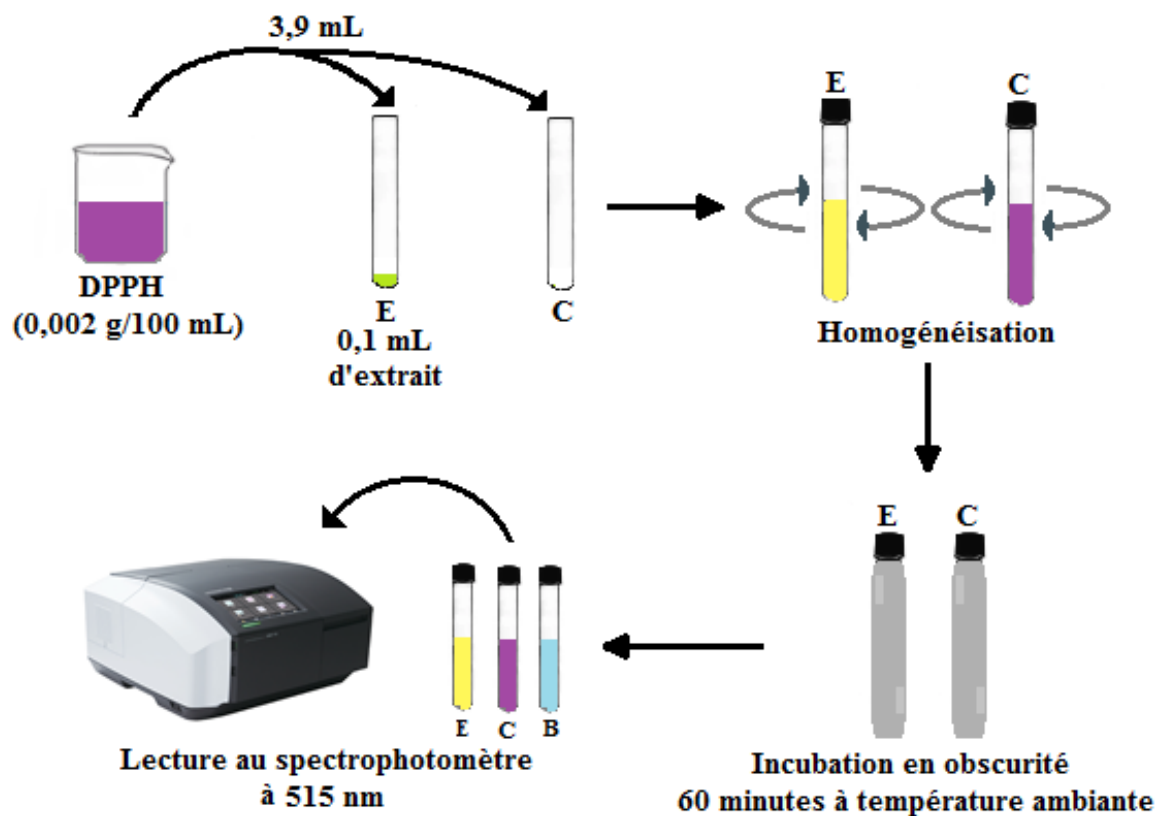 3,9 mL
DPPH
(0,002 g/100 mL)
E
0,1 mL
d'extrait
C
E
C
Homogénéisation
E
C
Incubation en obscurité
60 minutes à température ambiante
E
C
B
Lecture au spectrophotomètre
à 515 nm